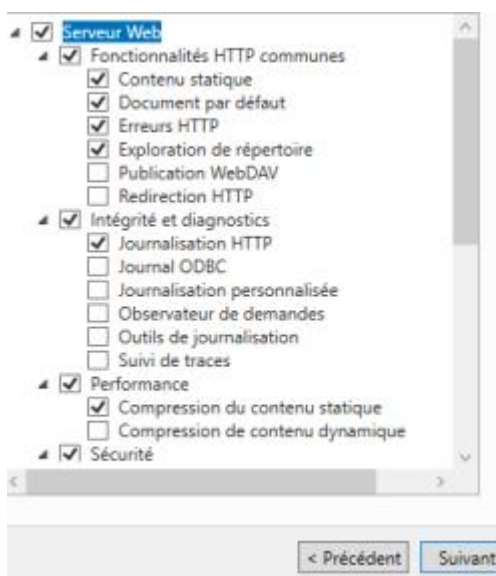 Serveur Web
Fonctionnalités HTTP communes
Contenu statique
Document par défaut
Erreurs HTTP
Exploration de répertoire
Publication WebDAV
Redirection HTTP
Intégrité et diagnostics
Journalisation HTTP
Journal ODBC
Journalisation personnalisée
Observateur de demandes
Outils de journalisation
Suivi de traces
Performance
Compression du contenu statique
Compression de contenu dynamique
Sécurité
< Précédent Suivant